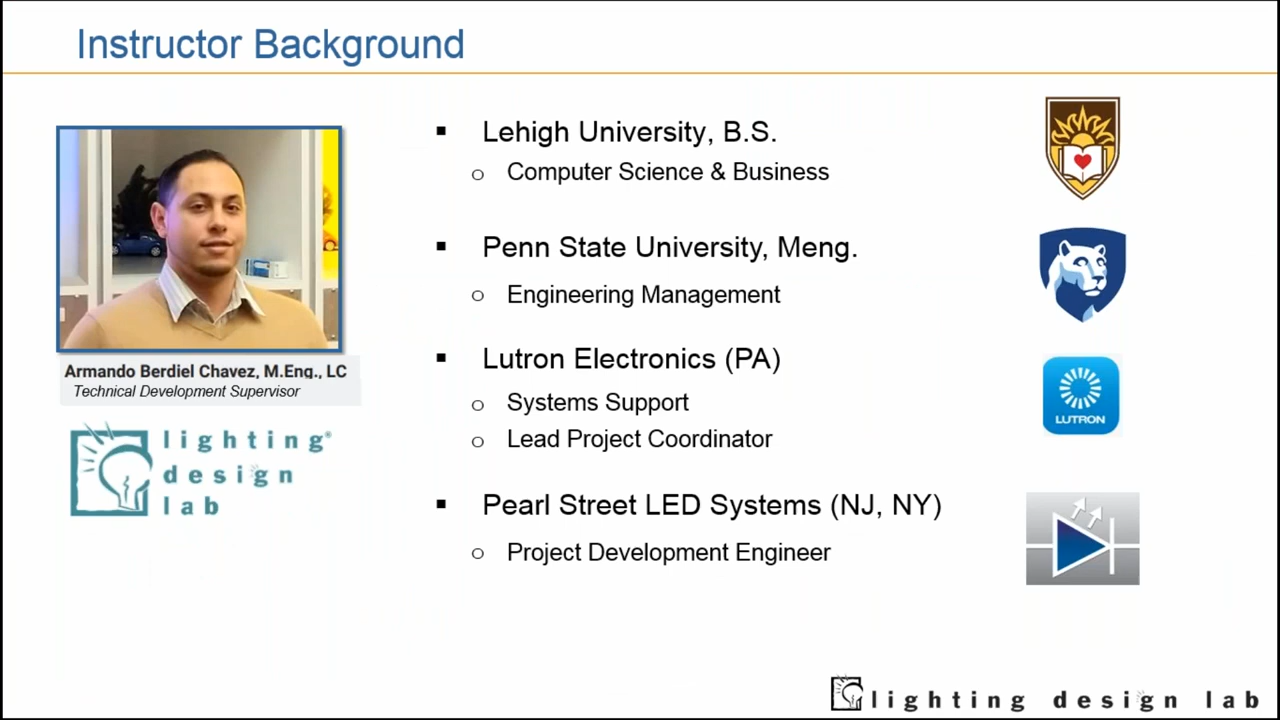 Instructor Background
Armando Berdiel Chavez, M.Eng., LC
Technical Development Supervisor
lighting®
design
lab
▪ Lehigh University, B.S.
o Computer Science & Business
▪ Penn State University, Meng.
o Engineering Management
▪ Lutron Electronics (PA)
o Systems Support
o Lead Project Coordinator
▪ Pearl Street LED Systems (NJ, NY)
o Project Development Engineer
LUTRON
lighting design lab